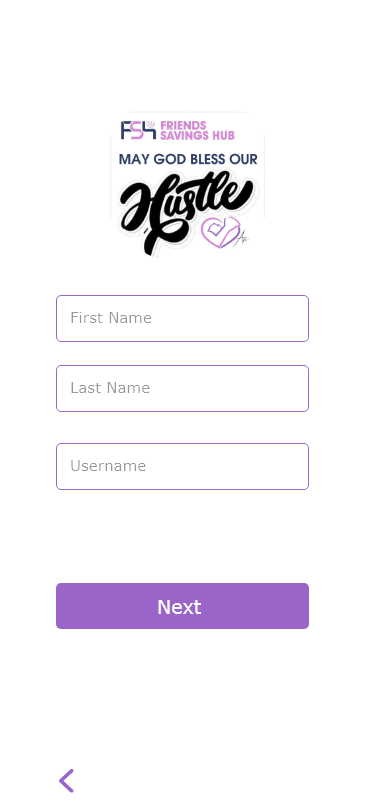 FSH FRIENDS
SAVINGS HUB
MAY GOD BLESS OUR
Hustle
First Name
Last Name
Username
Next